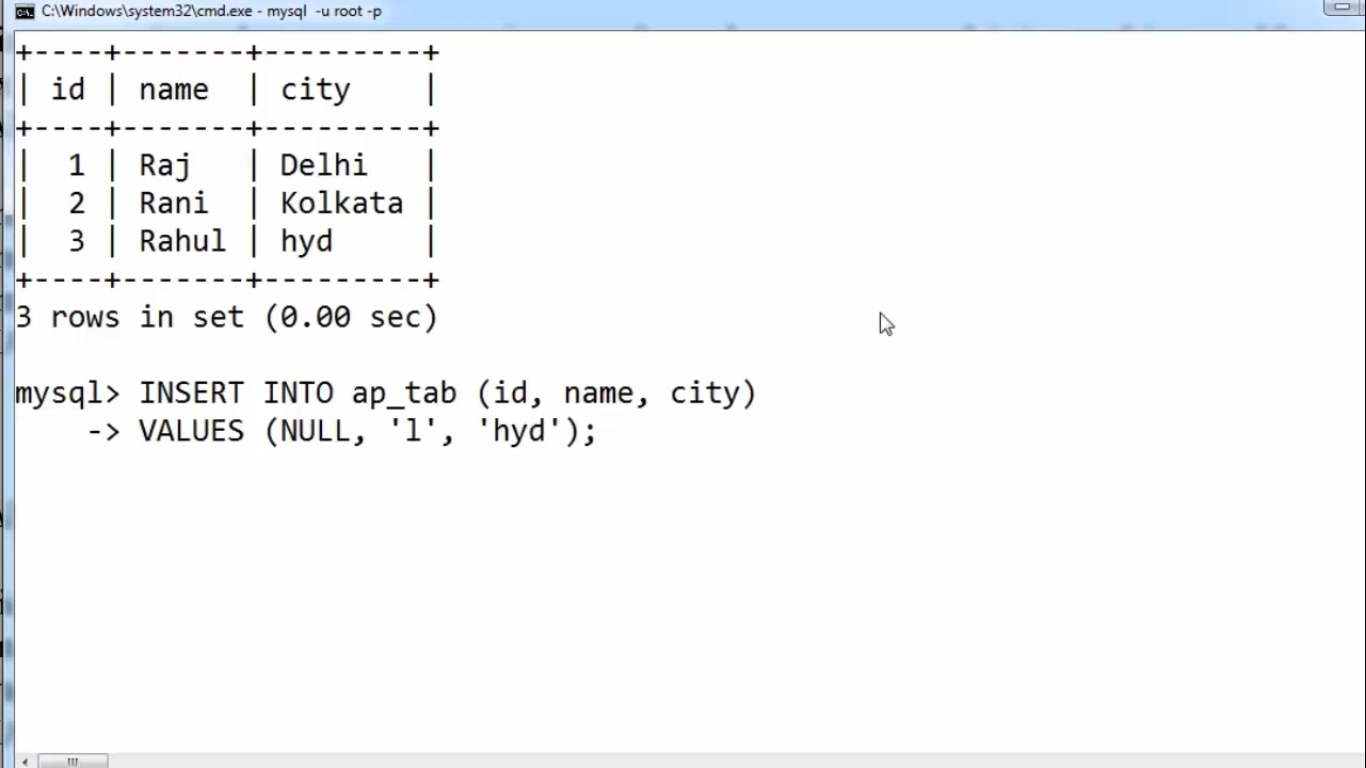 C:\Windows\system32\cmd.exe - mysql  -u root -p
+----+-------+---------+
| id | name  | city    |
+----+-------+---------+
|  1 | Raj   | Delhi   |
|  2 | Rani  | Kolkata |
|  3 | Rahul | hyd     |
+----+-------+---------+
3 rows in set (0.00 sec)
mysql> INSERT INTO ap_tab (id, name, city)
    -> VALUES (NULL, 'l', 'hyd');